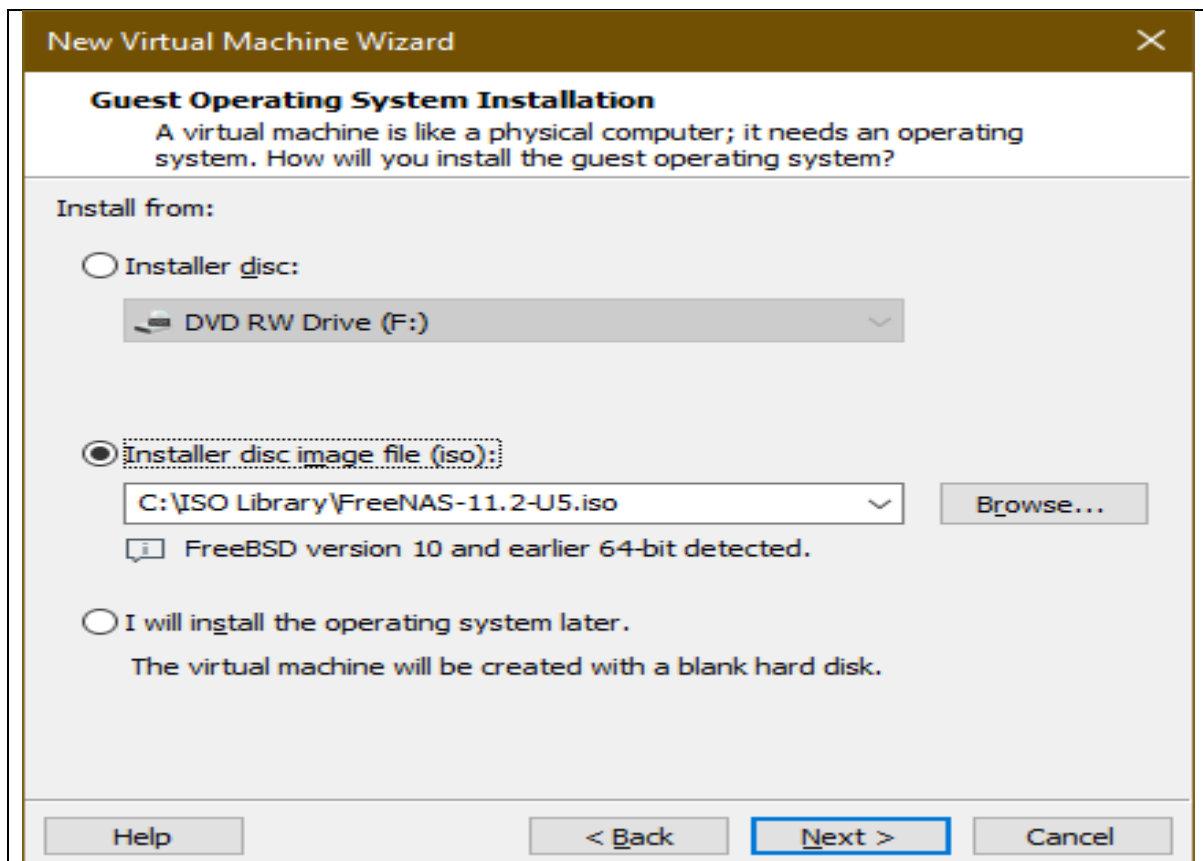 New Virtual Machine Wizard
Guest Operating System Installation
A virtual machine is like a physical computer; it needs an operating
system. How will you install the guest operating system?
Install from:
Installer disc:
DVD RW Drive (F:)
Installer disc image file (iso):
C:\ISO Library\FreeNAS-11.2-U5.iso
Browse...
FreeBSD version 10 and earlier 64-bit detected.
I will install the operating system later.
The virtual machine will be created with a blank hard disk.
Help < Back Next > Cancel